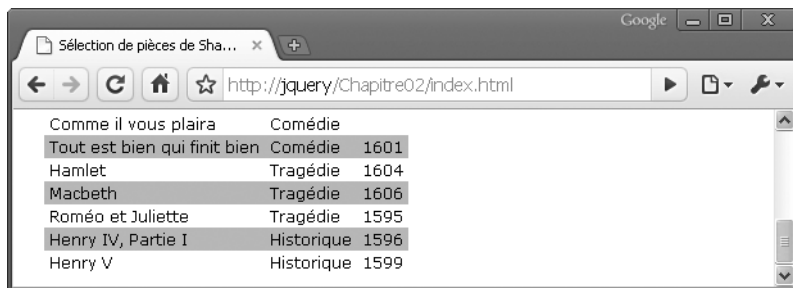 Google
Sélection de pièces de Sha...
http://jquery/Chapitre02/index.html
Comme il vous plaira Comédie
Tout est bien qui finit bien Comédie 1601
Hamlet Tragédie 1604
Macbeth Tragédie 1606
Roméo et Juliette Tragédie 1595
Henry IV, Partie I Historique 1596
Henry V Historique 1599